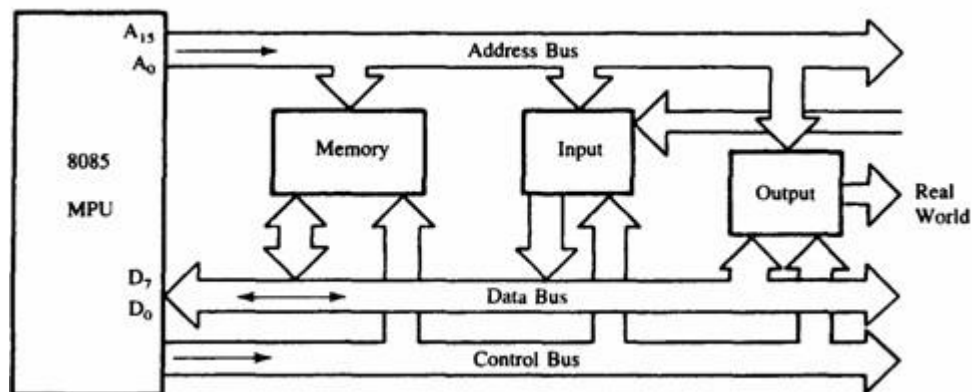 A15
A0
Address Bus
8085
MPU
Memory
Input
Output
Real
World
D7
D0
Data Bus
Control Bus